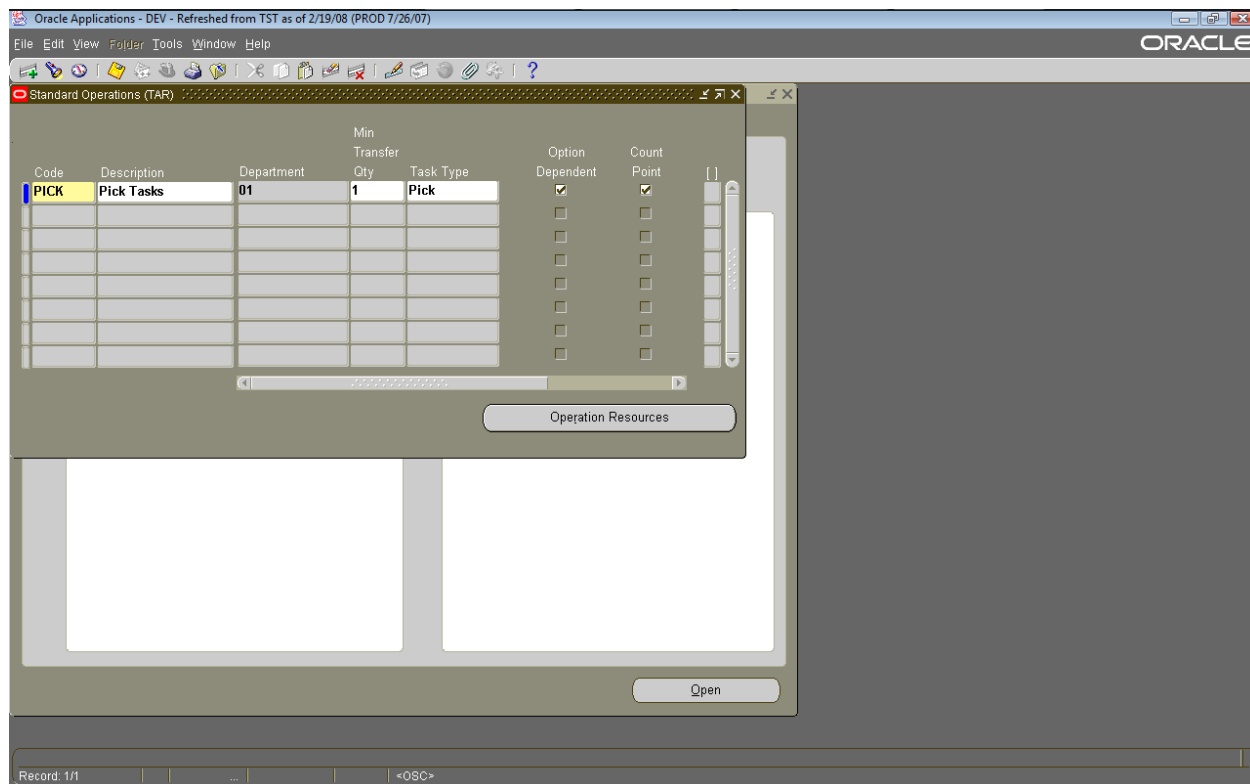 Oracle Applications - DEV - Refreshed from TST as of 2/19/08 (PROD 7/26/07)
File Edit View Folder Tools Window Help
ORACLE
Standard Operations (TAR)
Min
Transfer Option Count
Code Description Department Qty Task Type Dependent Point [ ]
PICK Pick Tasks 01 1 Pick
Operation Resources
Open
Record: 1/1 ... <OSC>